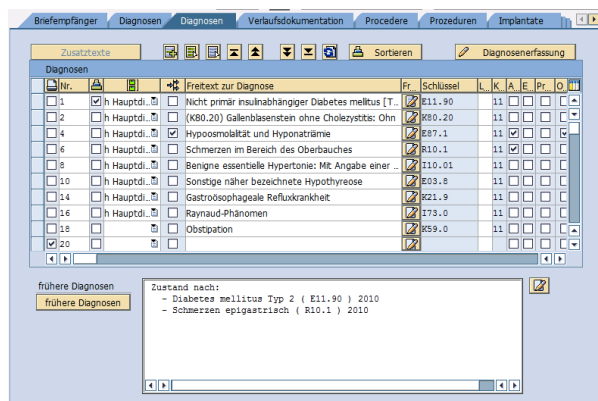 Briefempfänger Diagnosen Diagnosen Verlaufsdokumentation Procedere Prozeduren Implantate
Zusatztexte Sortieren Diagnosenerfassung
Diagnosen
Nr. Freitext zur Diagnose Fr... Schlüssel L... K... A... E... Pr... O...
1 h Hauptdi... Nicht primär insulinabhängiger Diabetes mellitus [T... E11.90 11
2 h Hauptdi... (K80.20) Gallenblasenstein ohne Cholezystitis: Ohn K80.20 11
4 h Hauptdi... Hypoosmolalität und Hyponatriämie E87.1 11
6 h Hauptdi... Schmerzen im Bereich des Oberbauches R10.1 11
8 h Hauptdi... Benigne essentielle Hypertonie: Mit Angabe einer ... I10.01 11
10 h Hauptdi... Sonstige näher bezeichnete Hypothyreose E03.8 11
14 h Hauptdi... Gastroösophageale Refluxkrankheit K21.9 11
16 h Hauptdi... Raynaud-Phänomen I73.0 11
18 Obstipation K59.0 11
20
frühere Diagnosen
frühere Diagnosen
Zustand nach:
- Diabetes mellitus Typ 2 ( E11.90 ) 2010
- Schmerzen epigastrisch ( R10.1 ) 2010